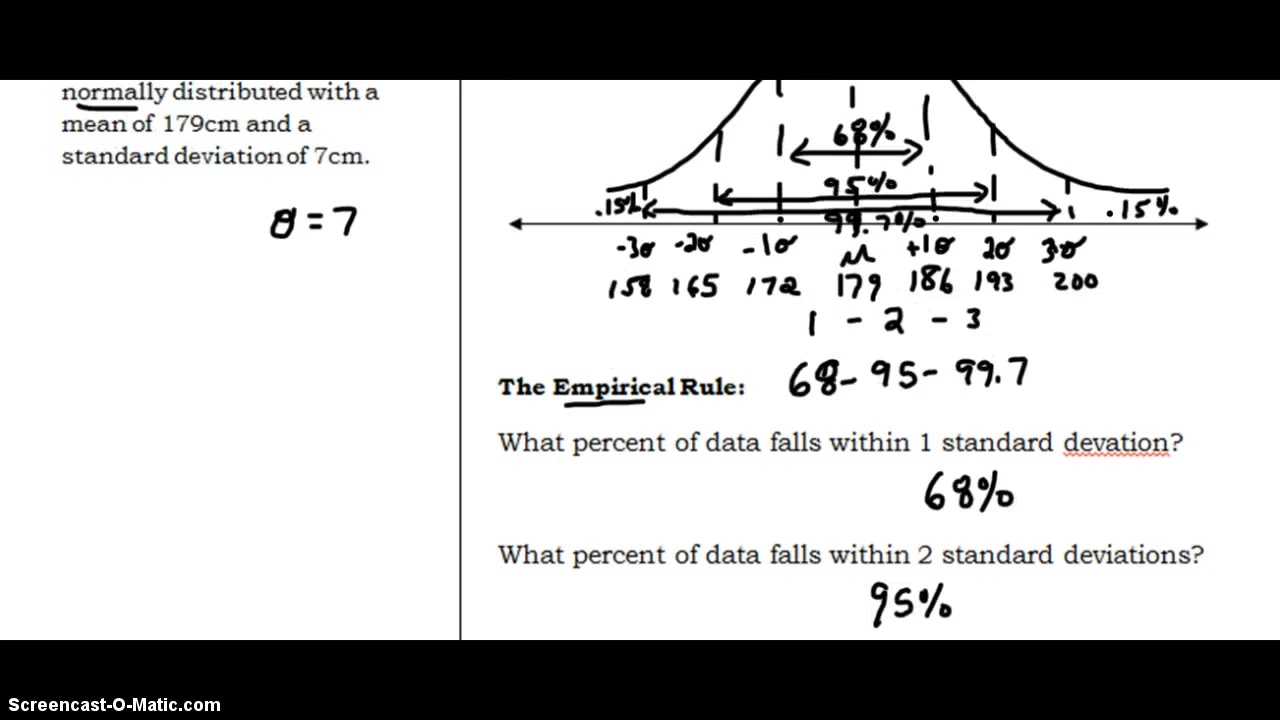 normally distributed with a
mean of 179cm and a
standard deviation of 7cm.
σ = 7
68%
95%
.15% 99.7% .15%
-3σ -2σ -1σ μ +1σ 2σ 3σ
158 165 172 179 186 193 200
1 - 2 - 3
The Empirical Rule: 68 - 95 - 99.7
What percent of data falls within 1 standard devation?
68%
What percent of data falls within 2 standard deviations?
95%
Screencast-O-Matic.com